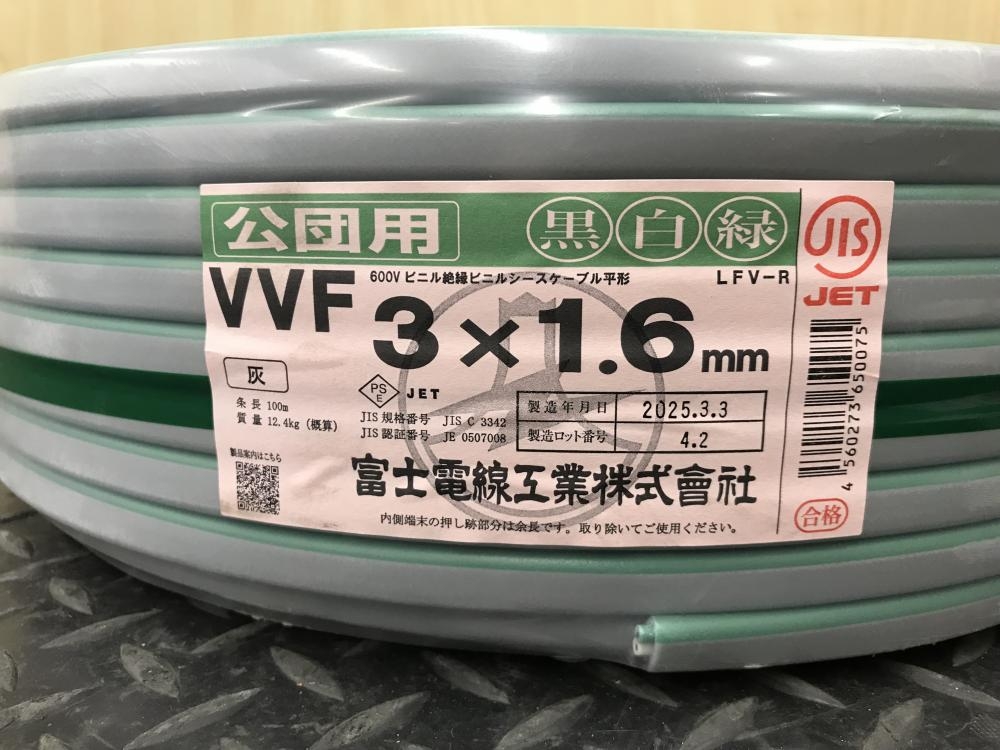 公団用 黒 白 緑
600V ビニル絶縁ビニルシースケーブル平形 LFV-R
VVF 3×1.6mm
灰
条長 100m
質量 12.4kg (概算)
製品案内はこちら
PS
E
JET
JIS規格番号 JIS C 3342
JIS認証番号 JE 0507008
製造年月日 2025.3.3
製造ロット番号 4.2
富士電線工業株式會社
内側端末の押し跡部分は余長です。取り除いてご使用ください。
JIS
JET
4 560273 650075
合格